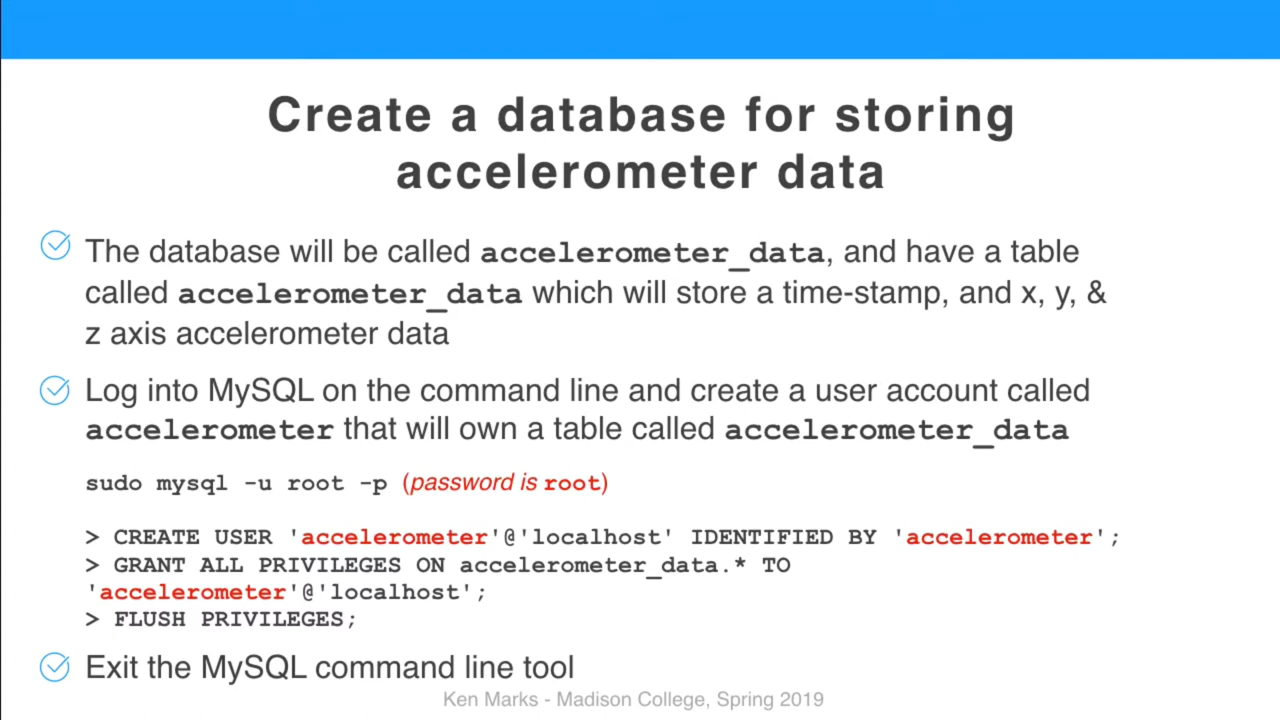 Create a database for storing
accelerometer data
The database will be called accelerometer_data, and have a table
called accelerometer_data which will store a time-stamp, and x, y, &
z axis accelerometer data
Log into MySQL on the command line and create a user account called
accelerometer that will own a table called accelerometer_data
sudo mysql -u root -p (password is root)
> CREATE USER 'accelerometer'@'localhost' IDENTIFIED BY 'accelerometer';
> GRANT ALL PRIVILEGES ON accelerometer_data.* TO
'accelerometer'@'localhost';
> FLUSH PRIVILEGES;
Exit the MySQL command line tool
Ken Marks - Madison College, Spring 2019